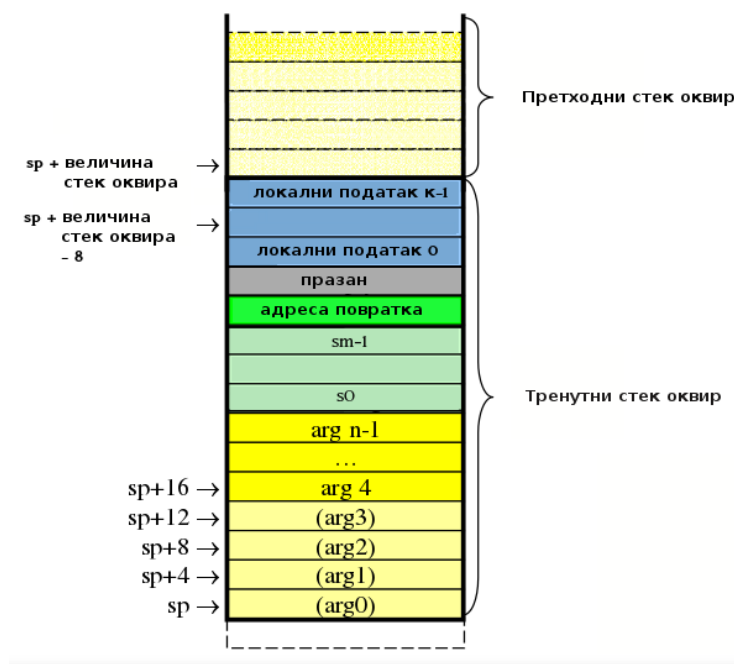 Претходни стек оквир
sp + величина
стек оквира
локални податак к-1
sp + величина
стек оквира
- 8
локални податак 0
празан
адреса повратка
sm-1
s0
Тренутни стек оквир
arg n-1
...
sp+16 → arg 4
sp+12 → (arg3)
sp+8 → (arg2)
sp+4 → (arg1)
sp → (arg0)